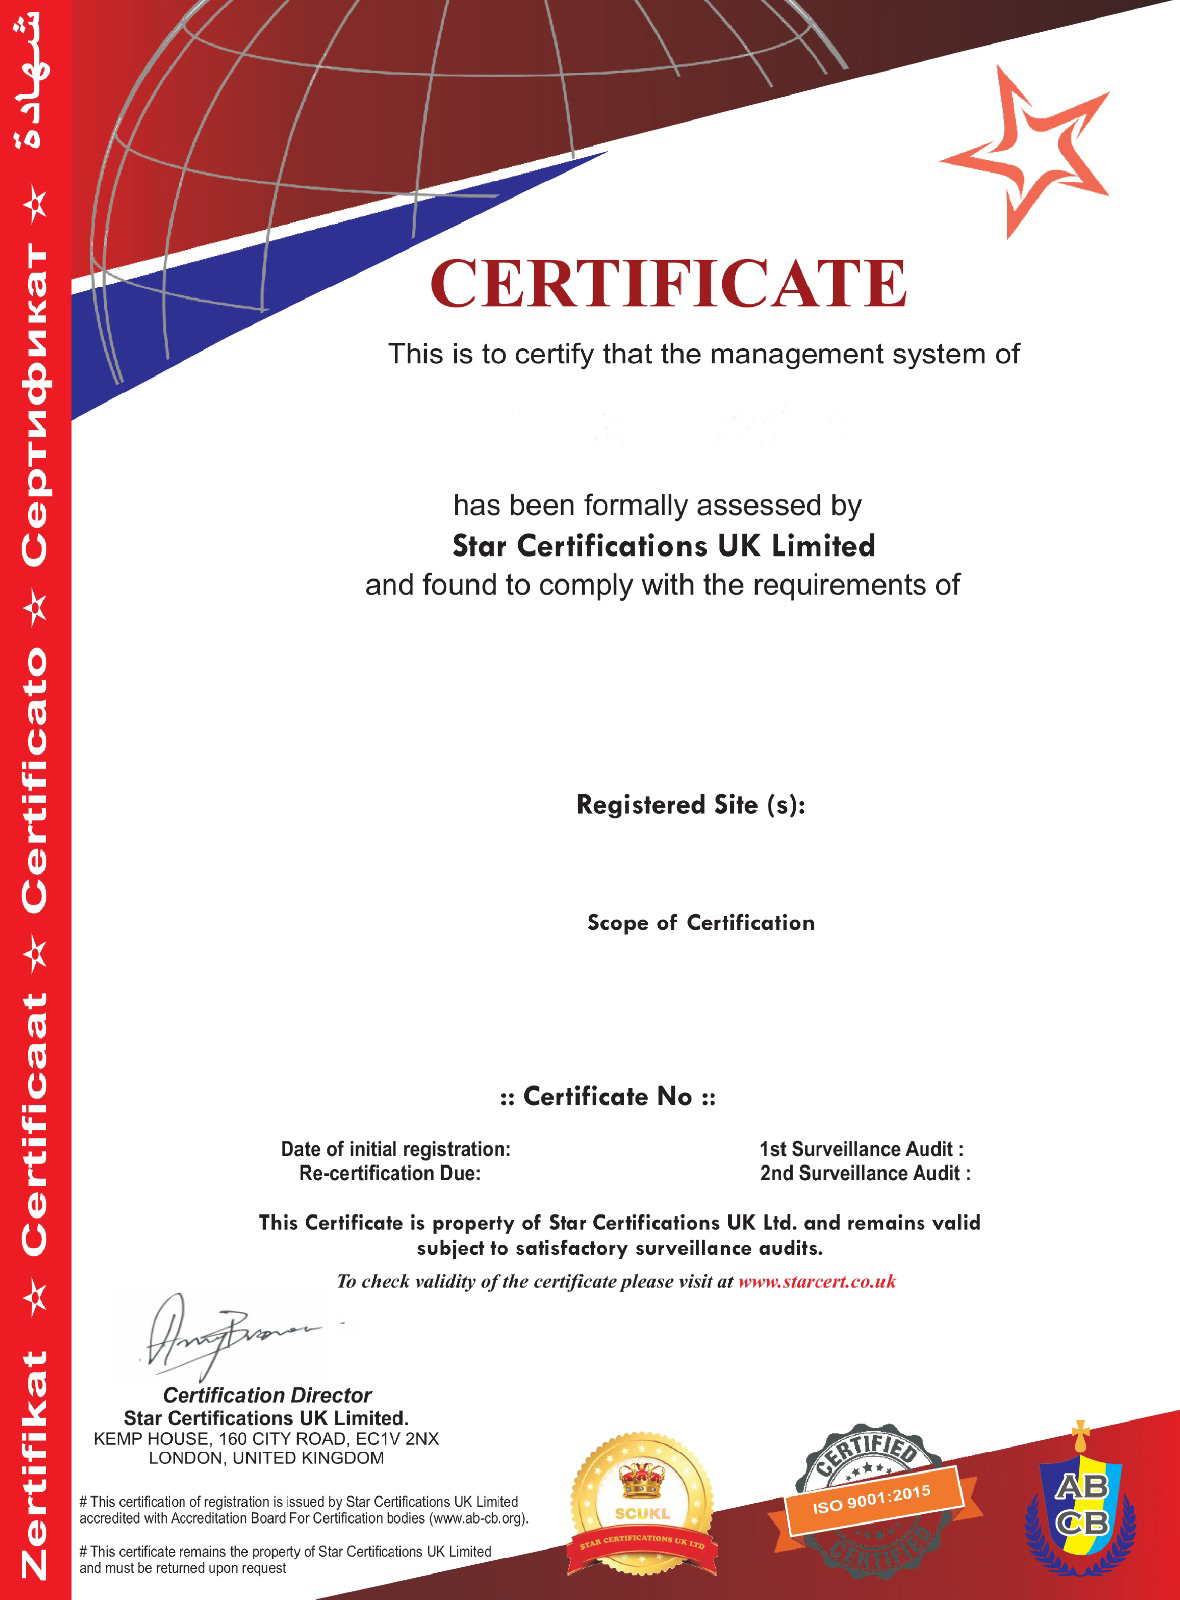 شهادة
Сертификат
Certificato
Certificaat
Zertifikat
CERTIFICATE
This is to certify that the management system of
has been formally assessed by
Star Certifications UK Limited
and found to comply with the requirements of
Registered Site (s):
Scope of Certification
:: Certificate No ::
Date of initial registration:
1st Surveillance Audit :
Re-certification Due:
2nd Surveillance Audit :
This Certificate is property of Star Certifications UK Ltd. and remains valid
subject to satisfactory surveillance audits.
To check validity of the certificate please visit at www.starcert.co.uk
Certification Director
Star Certifications UK Limited.
KEMP HOUSE, 160 CITY ROAD, EC1V 2NX
LONDON, UNITED KINGDOM
# This certification of registration is issued by Star Certifications UK Limited
accredited with Accreditation Board For Certification bodies (www.ab-cb.org).
# This certificate remains the property of Star Certifications UK Limited
and must be returned upon request
SCUKL
STAR CERTIFICATIONS UK LTD
CERTIFIED
ISO 9001:2015
CERTIFIED
AB
CB